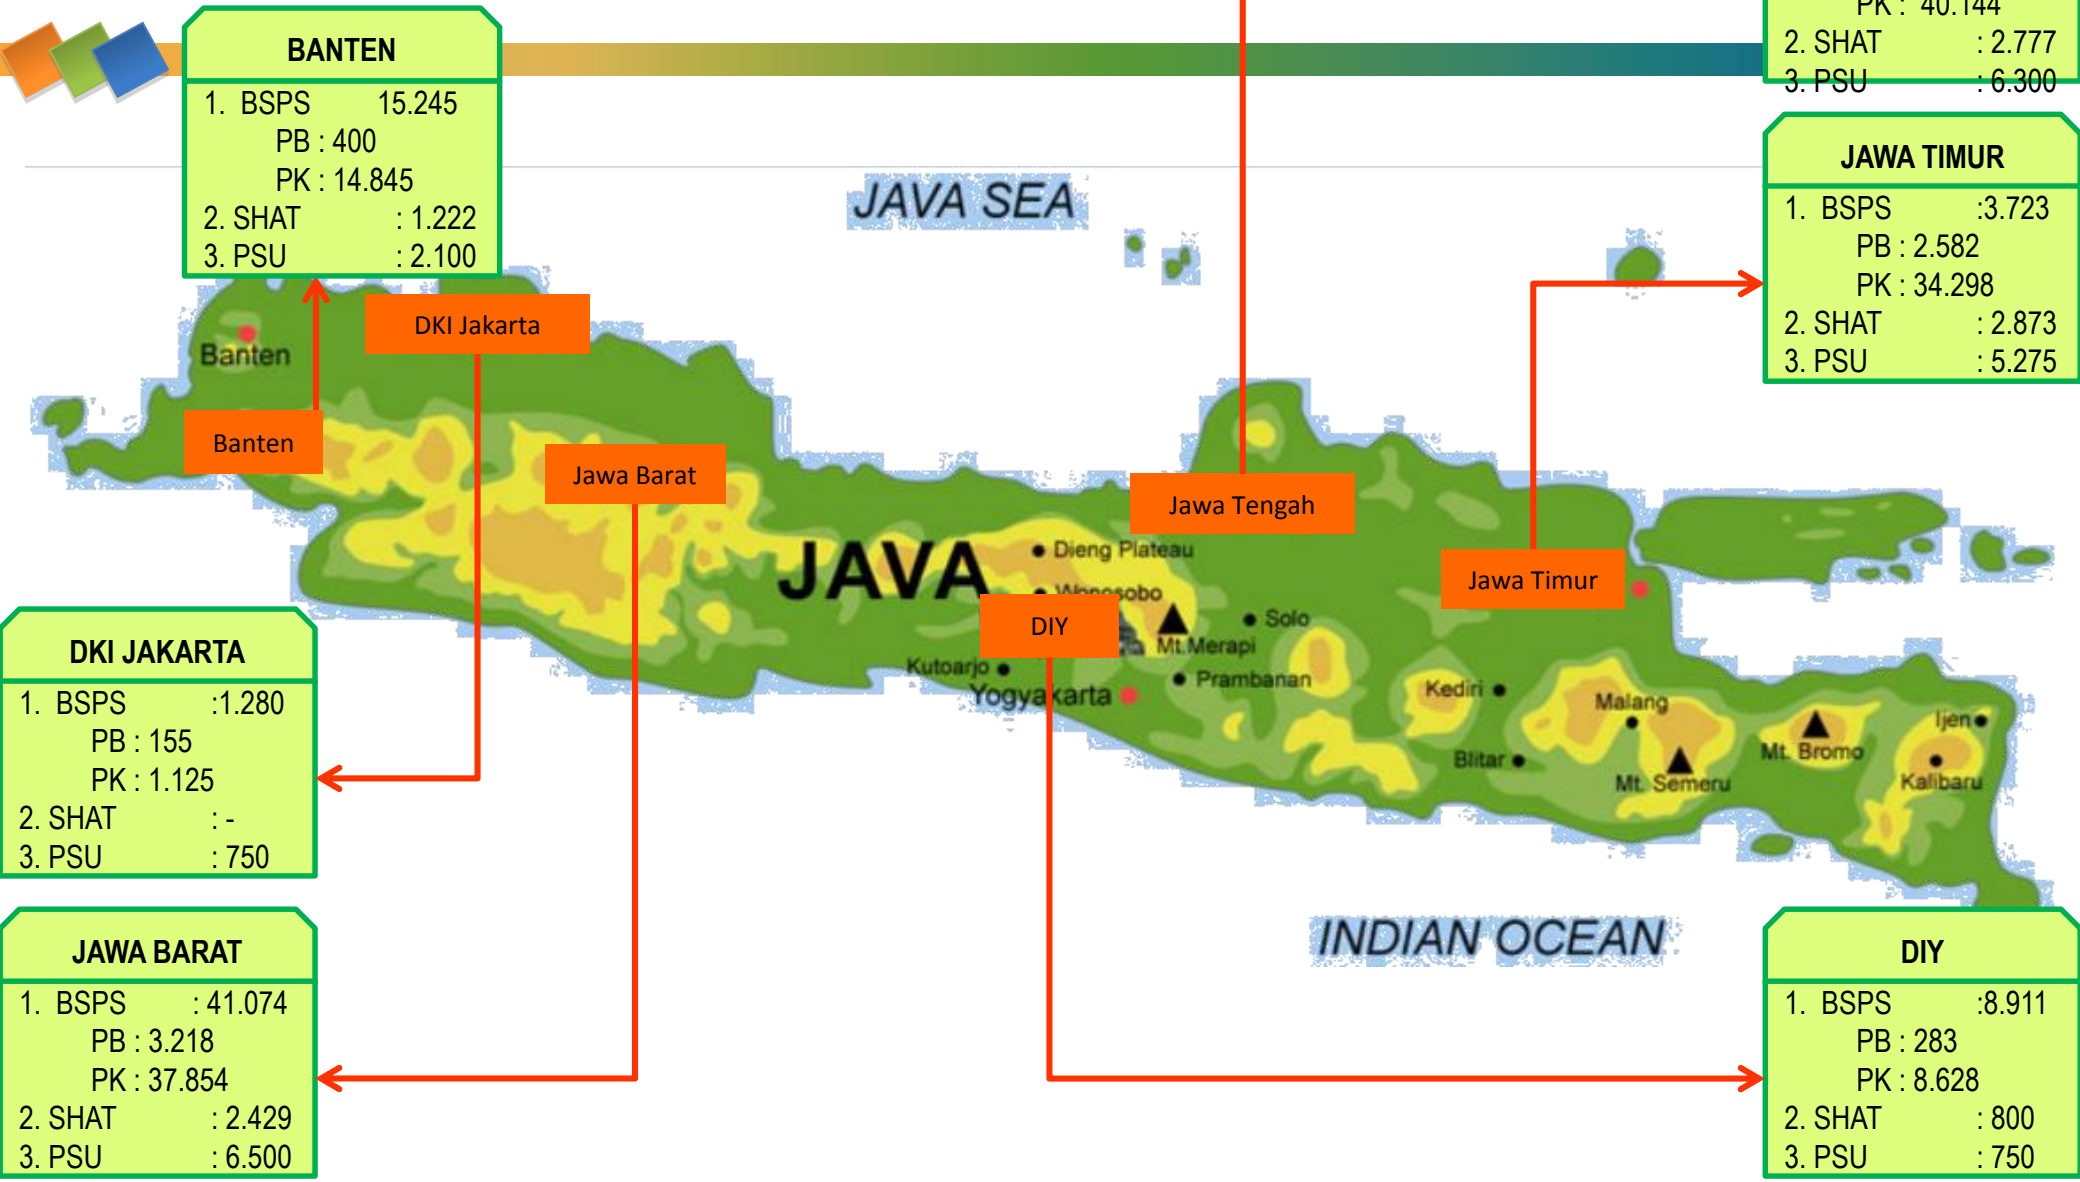 BANTEN
1. BSPS 15.245
PB : 400
PK : 14.845
2. SHAT : 1.222
3. PSU : 2.100
PK : 40.144
2. SHAT : 2.777
3. PSU : 6.300
JAWA TIMUR
1. BSPS :3.723
PB : 2.582
PK : 34.298
2. SHAT : 2.873
3. PSU : 5.275
JAVA SEA
DKI Jakarta
Banten
Banten
Jawa Barat
Jawa Tengah
Jawa Timur
JAVA
Dieng Plateau
Wonosobo
DIY
Solo
Mt.Merapi
Kutoarjo
Prambanan
Yogyakarta
Kediri
Malang
Ijen
Blitar
Mt. Bromo
Mt. Semeru
Kalibaru
INDIAN OCEAN
DKI JAKARTA
1. BSPS :1.280
PB : 155
PK : 1.125
2. SHAT : -
3. PSU : 750
JAWA BARAT
1. BSPS : 41.074
PB : 3.218
PK : 37.854
2. SHAT : 2.429
3. PSU : 6.500
DIY
1. BSPS :8.911
PB : 283
PK : 8.628
2. SHAT : 800
3. PSU : 750